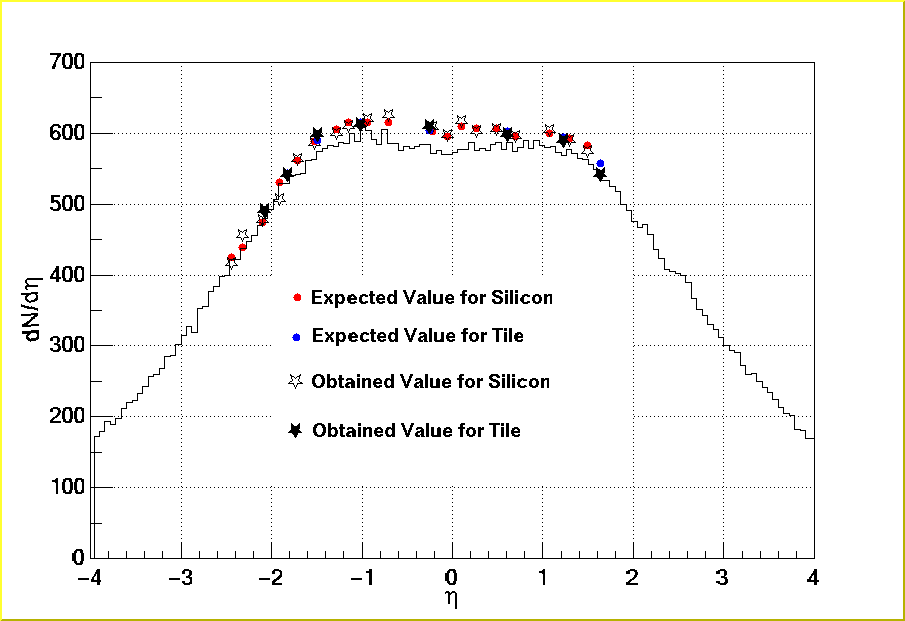 700
600
500
400
300
200
100
0
dN/dη
Expected Value for Silicon
Expected Value for Tile
Obtained Value for Silicon
Obtained Value for Tile
−4 −3 −2 −1 0 1 2 3 4
η